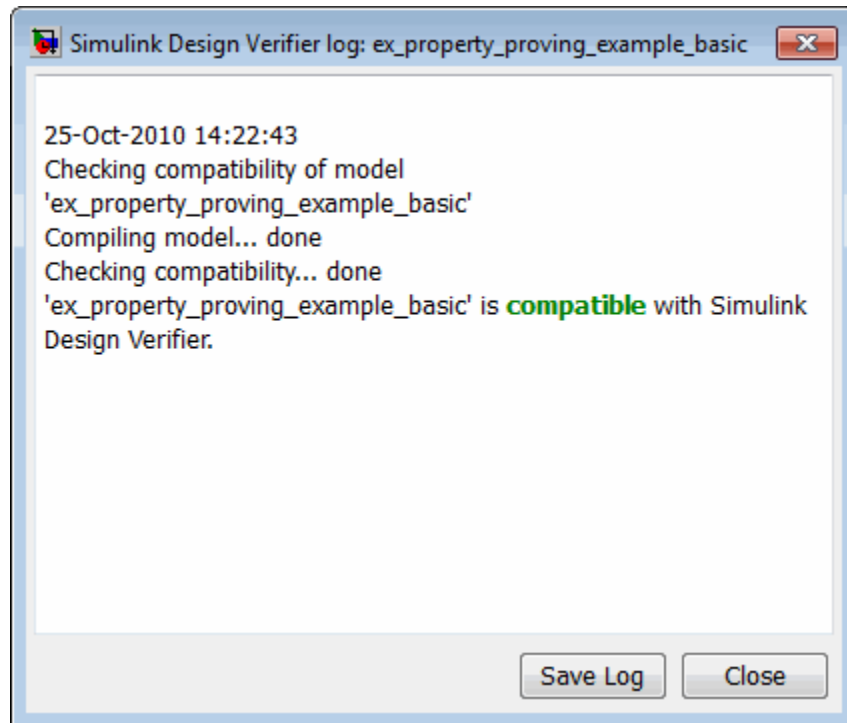 Simulink Design Verifier log: ex_property_proving_example_basic
25-Oct-2010 14:22:43
Checking compatibility of model
'ex_property_proving_example_basic'
Compiling model... done
Checking compatibility... done
'ex_property_proving_example_basic' is compatible with Simulink
Design Verifier.
Save Log Close